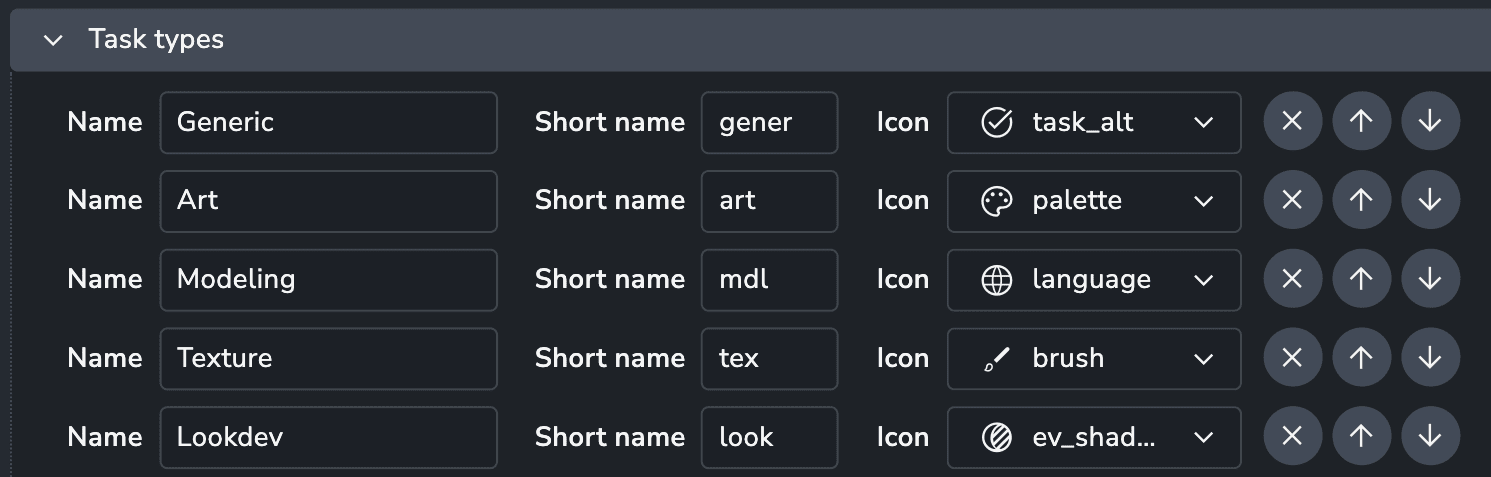 Task types
Name Generic Short name gener Icon task_alt
Name Art Short name art Icon palette
Name Modeling Short name mdl Icon language
Name Texture Short name tex Icon brush
Name Lookdev Short name look Icon ev_shad...